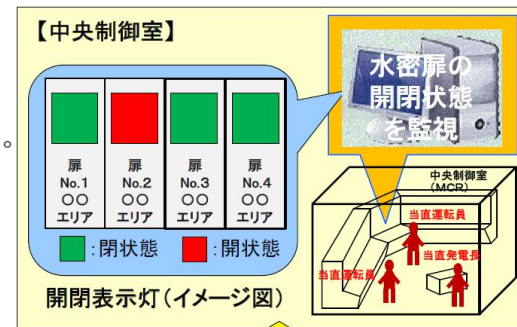 【中央制御室】
。
扉
No.1
○○
エリア
扉
No.2
○○
エリア
扉
No.3
○○
エリア
扉
No.4
○○
エリア
:閉状態
:開状態
開閉表示灯(イメージ図)
水密扉の
開閉状態
を監視
中央制御室
(MCR)
当直運転員
当直発電長
当直運転員